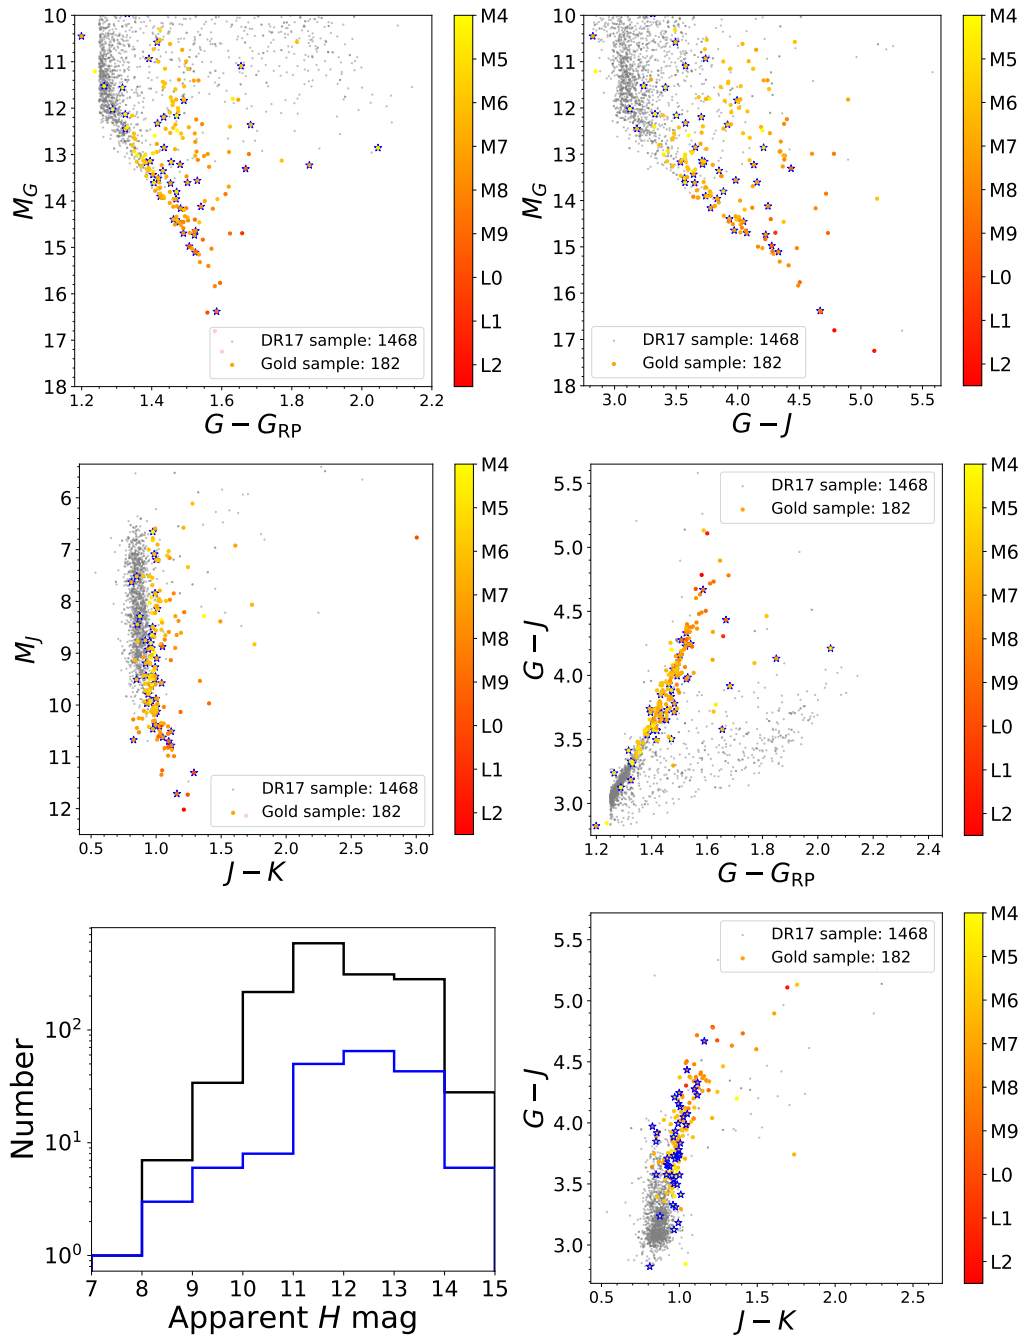 10
11
12
13
14
15
16
17
18
M_G
1.2
1.4
1.6
1.8
2.0
2.2
G − G_RP
DR17 sample: 1468
Gold sample: 182
M4
M5
M6
M7
M8
M9
L0
L1
L2
10
11
12
13
14
15
16
17
18
M_G
3.0
3.5
4.0
4.5
5.0
5.5
G − J
DR17 sample: 1468
Gold sample: 182
M4
M5
M6
M7
M8
M9
L0
L1
L2
6
7
8
9
10
11
12
M_J
0.5
1.0
1.5
2.0
2.5
3.0
J − K
DR17 sample: 1468
Gold sample: 182
M4
M5
M6
M7
M8
M9
L0
L1
L2
5.5
5.0
4.5
4.0
3.5
3.0
G − J
1.2
1.4
1.6
1.8
2.0
2.2
2.4
G − G_RP
DR17 sample: 1468
Gold sample: 182
M4
M5
M6
M7
M8
M9
L0
L1
L2
10²
10¹
10⁰
Number
7
8
9
10
11
12
13
14
15
Apparent H mag
5.5
5.0
4.5
4.0
3.5
3.0
G − J
0.5
1.0
1.5
2.0
2.5
J − K
DR17 sample: 1468
Gold sample: 182
M4
M5
M6
M7
M8
M9
L0
L1
L2